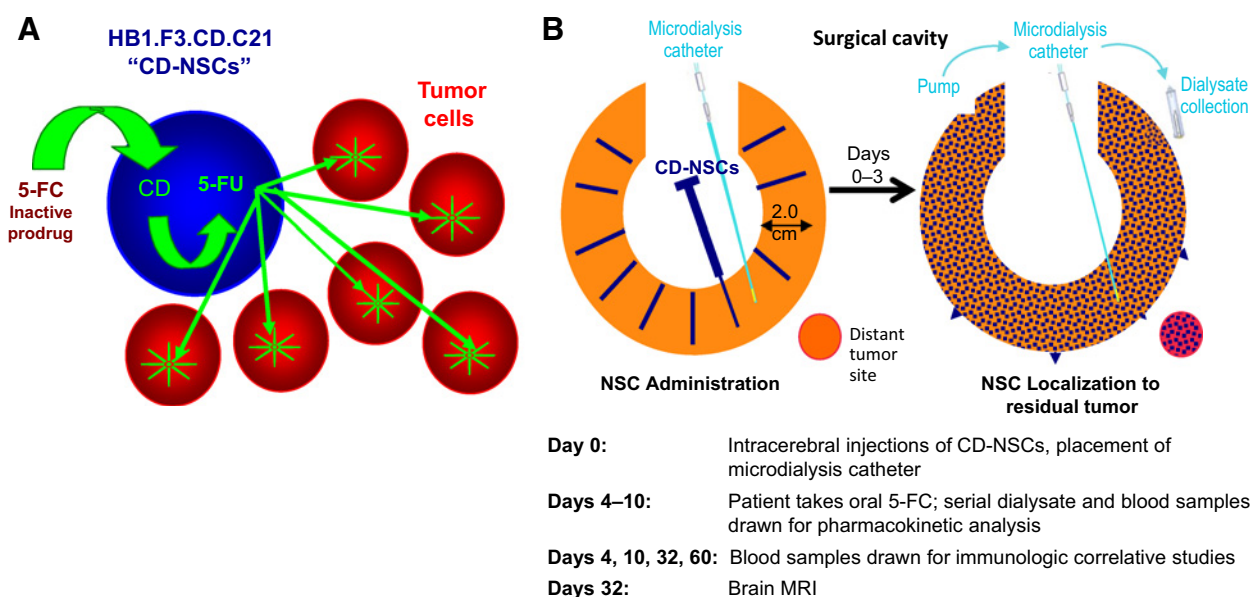 A
HB1.F3.CD.C21
“CD-NSCs”
Tumor
cells
5-FC
Inactive
prodrug
CD
5-FU
B
Microdialysis
catheter
Surgical cavity
Microdialysis
catheter
Pump
Dialysate
collection
CD-NSCs
Days
0–3
2.0
cm
Distant
tumor
site
NSC Administration
NSC Localization to
residual tumor
Day 0: Intracerebral injections of CD-NSCs, placement of
microdialysis catheter
Days 4–10: Patient takes oral 5-FC; serial dialysate and blood samples
drawn for pharmacokinetic analysis
Days 4, 10, 32, 60: Blood samples drawn for immunologic correlative studies
Days 32: Brain MRI